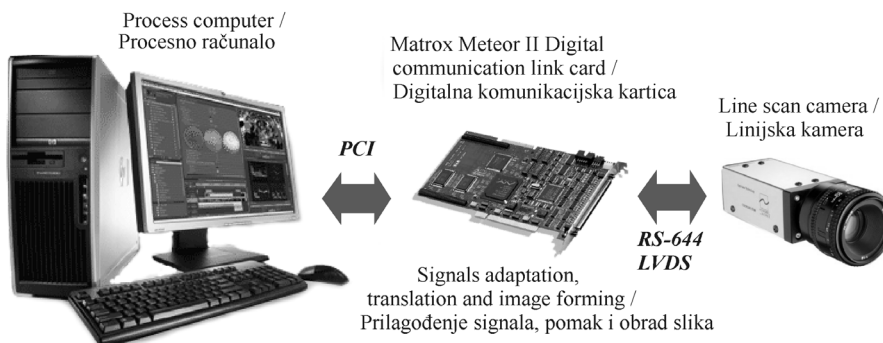 Process computer /
Procesno računalo
Matrox Meteor II Digital
communication link card /
Digitalna komunikacijska kartica
Line scan camera /
Linijska kamera
PCI
RS-644
LVDS
Signals adaptation,
translation and image forming /
Prilagođenje signala, pomak i obrad slika